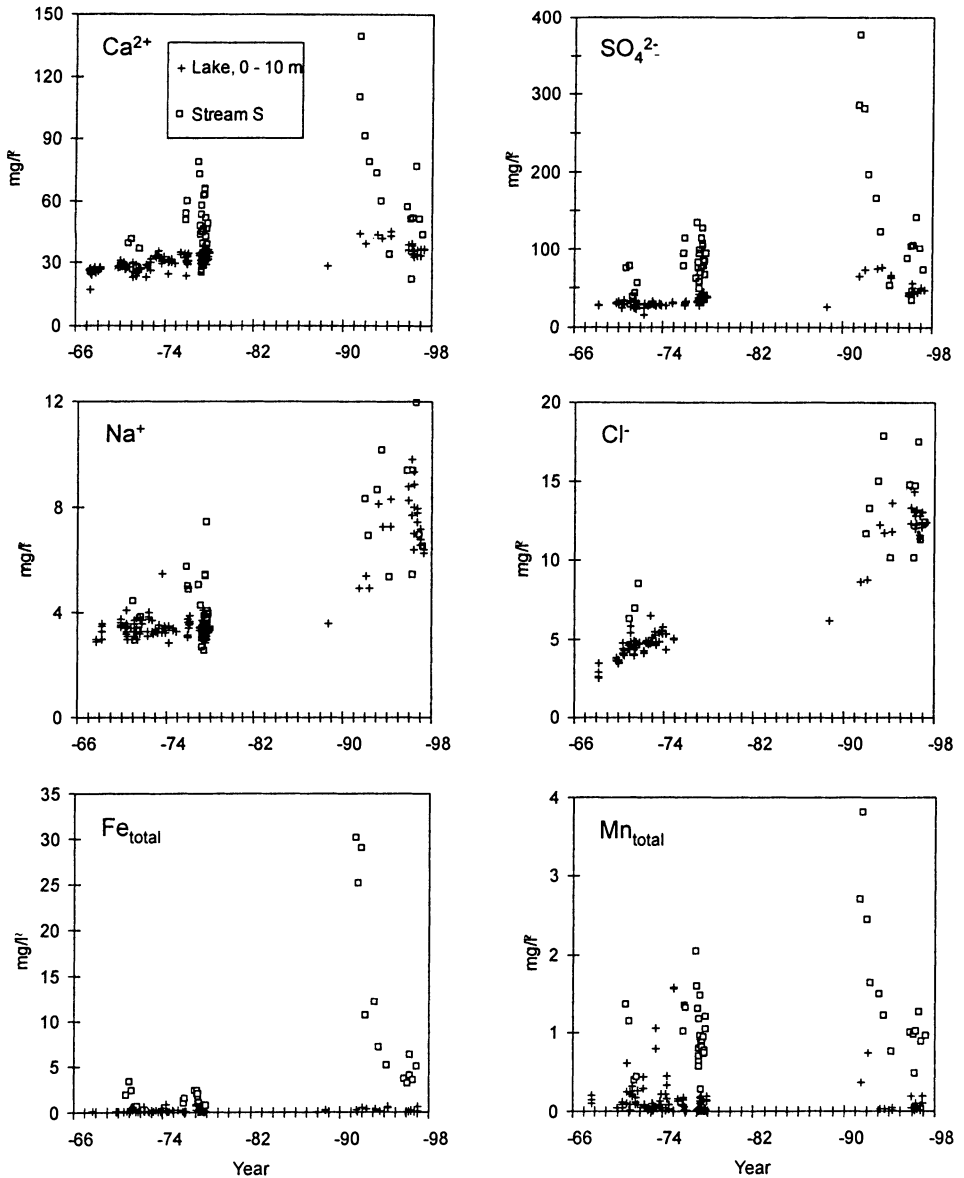 150
120
90
60
30
0
mg/l
Ca2+
+ Lake, 0 - 10 m
□ Stream S
-66 -74 -90 -98
400
350
300
250
200
150
100
50
0
mg/l
SO42-
-66 -74 -82 -90 -98
12
8
4
0
mg/l
Na+
-66 -74 -82 -90 -98
20
15
10
5
0
mg/l
Cl-
-66 -74 -82 -90 -98
35
30
25
20
15
10
5
0
mg/l
Fetotal
-66 -74 -82 -90 -98
Year
4
3
2
1
0
mg/l
Mntotal
-66 -74 -82 -90 -98
Year